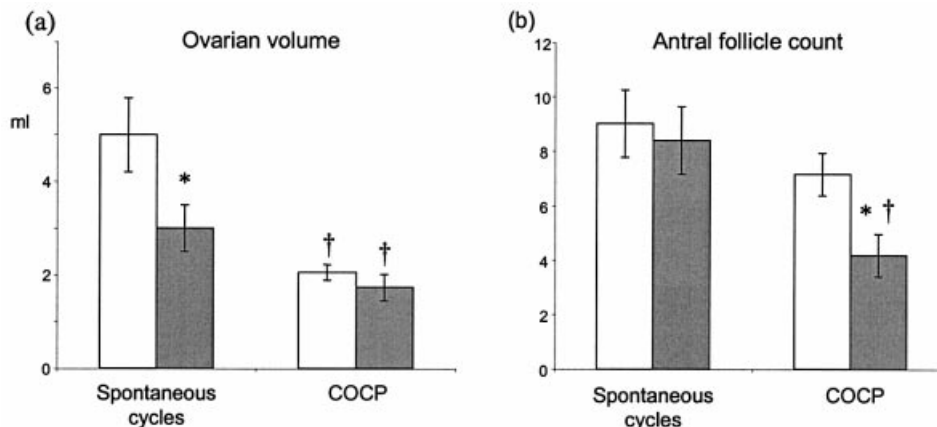 (a)
Ovarian volume
6
ml
4
2
0
*
†
†
Spontaneous
cycles
COCP
(b)
Antral follicle count
12
10
8
6
4
2
0
* †
Spontaneous
cycles
COCP